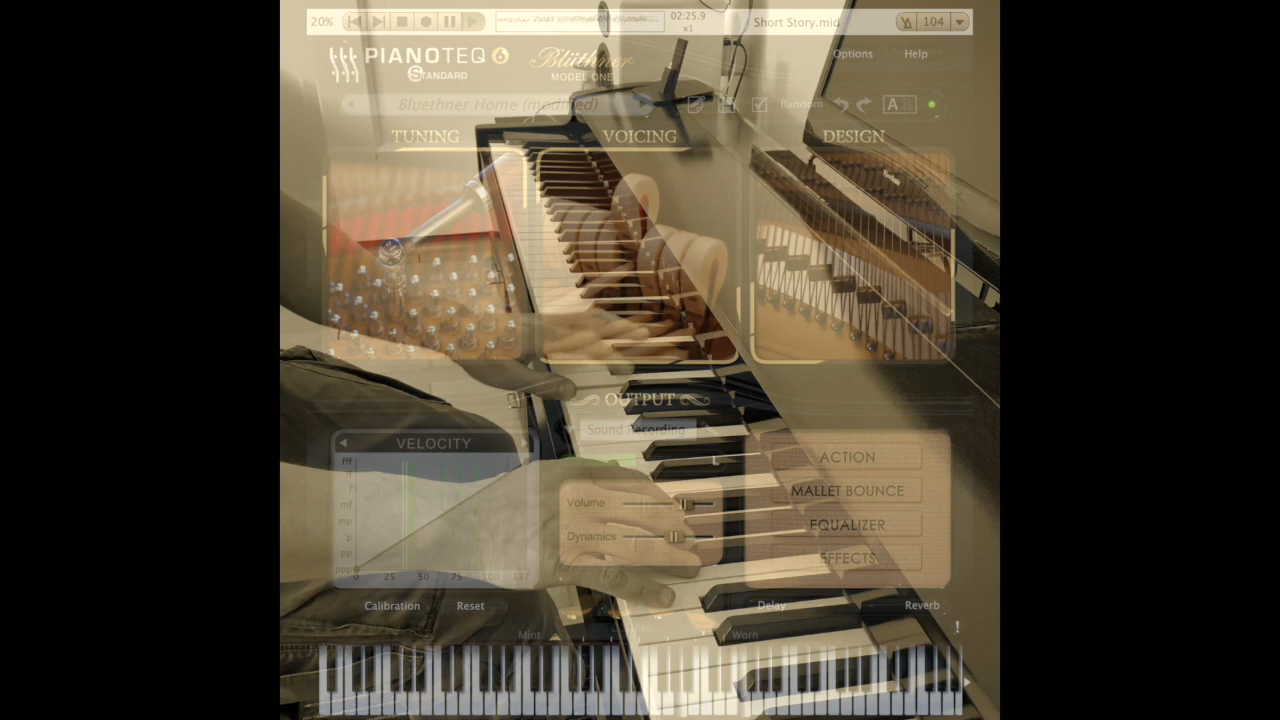 20% 02:25.9 Short Story.mid 104
x1
PIANOTEQ 6 Blüthner Options Help
STANDARD MODEL ONE
Bluethner Home (modified) Random A B
TUNING VOICING DESIGN
OUTPUT
Sound Recording
VELOCITY ACTION
fff
ff
f
mf
mp
p
pp
ppp
0 25 50 75 100 127
Volume MALLET BOUNCE
Dynamics EQUALIZER
EFFECTS
Calibration Reset Delay Reverb
Mint Worn
!